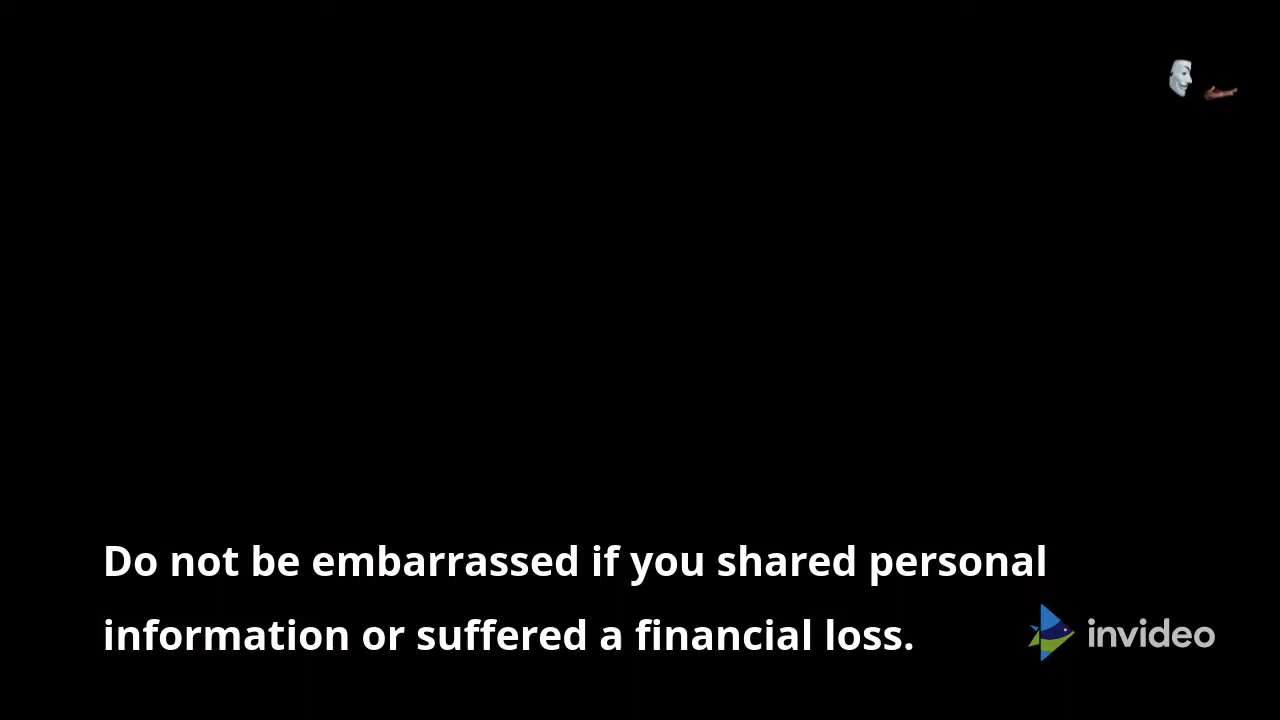 Do not be embarrassed if you shared personal
information or suffered a financial loss.
invideo